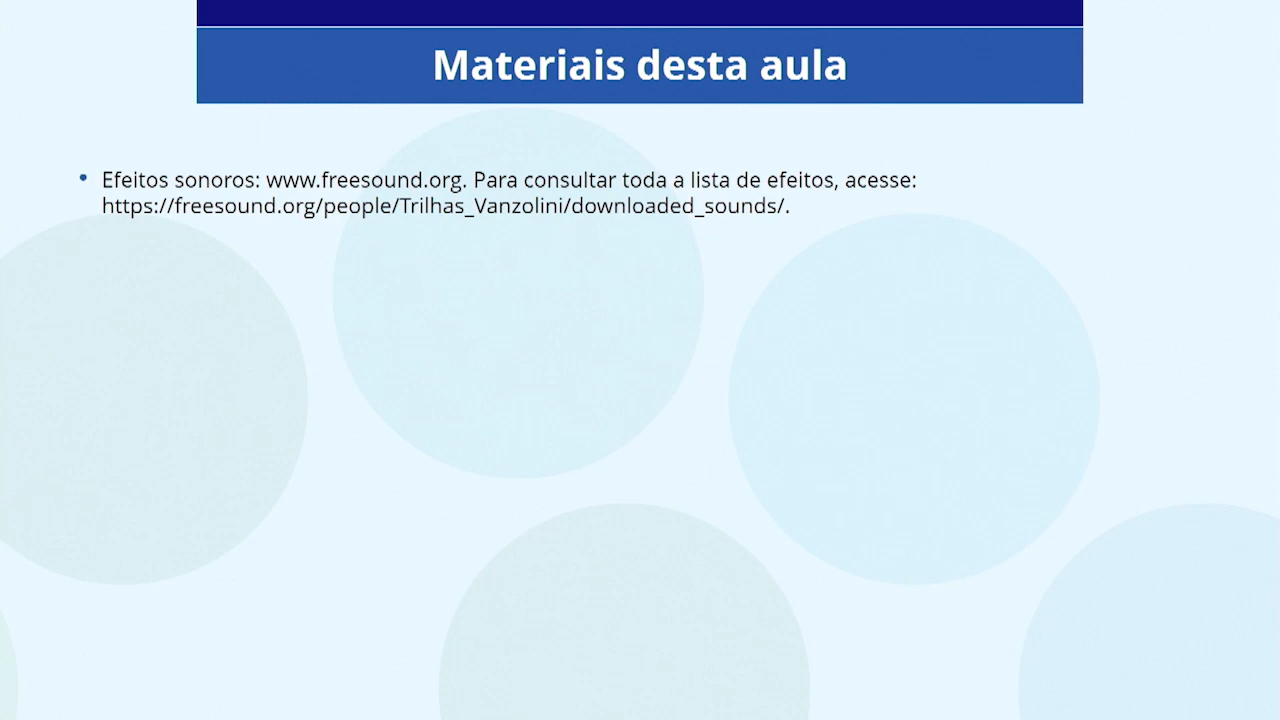 Materiais desta aula
• Efeitos sonoros: www.freesound.org. Para consultar toda a lista de efeitos, acesse:
https://freesound.org/people/Trilhas_Vanzolini/downloaded_sounds/.